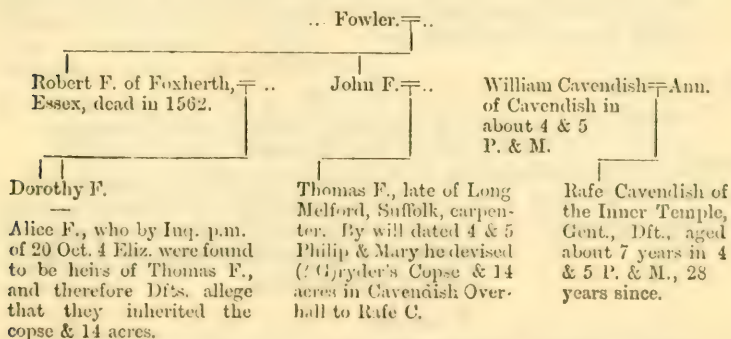 .. Fowler.=..
Robert F. of Foxherth,= ..
Essex, dead in 1562.
John F.=..
William Cavendish=Ann.
of Cavendish in
about 4 & 5
P. & M.
Dorothy F.
—
Alice F., who by Inq. p.m.
of 20 Oct. 4 Eliz. were found
to be heirs of Thomas F.,
and therefore Dfts. allege
that they inherited the
copse & 14 acres.
Thomas F., late of Long
Melford, Suffolk, carpen-
ter. By will dated 4 & 5
Philip & Mary he devised
(? G)ryder's Copse & 14
acres in Cavendish Over-
hall to Rafe C.
Rafe Cavendish of
the Inner Temple,
Gent., Dft., aged
about 7 years in 4
& 5 P. & M., 28
years since.